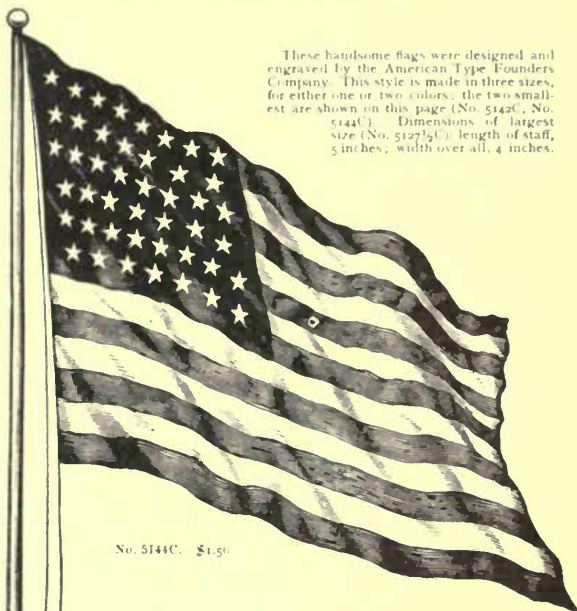 These handsome flags were designed and
engraved by the American Type Founders
Company. This style is made in three sizes,
for either one or two colors; the two small-
est are shown on this page (No. 5142C, No.
5144C). Dimensions of largest
size (No. 5127½C): length of staff,
5 inches; width over all, 4 inches.
No. 5144C. $1.50